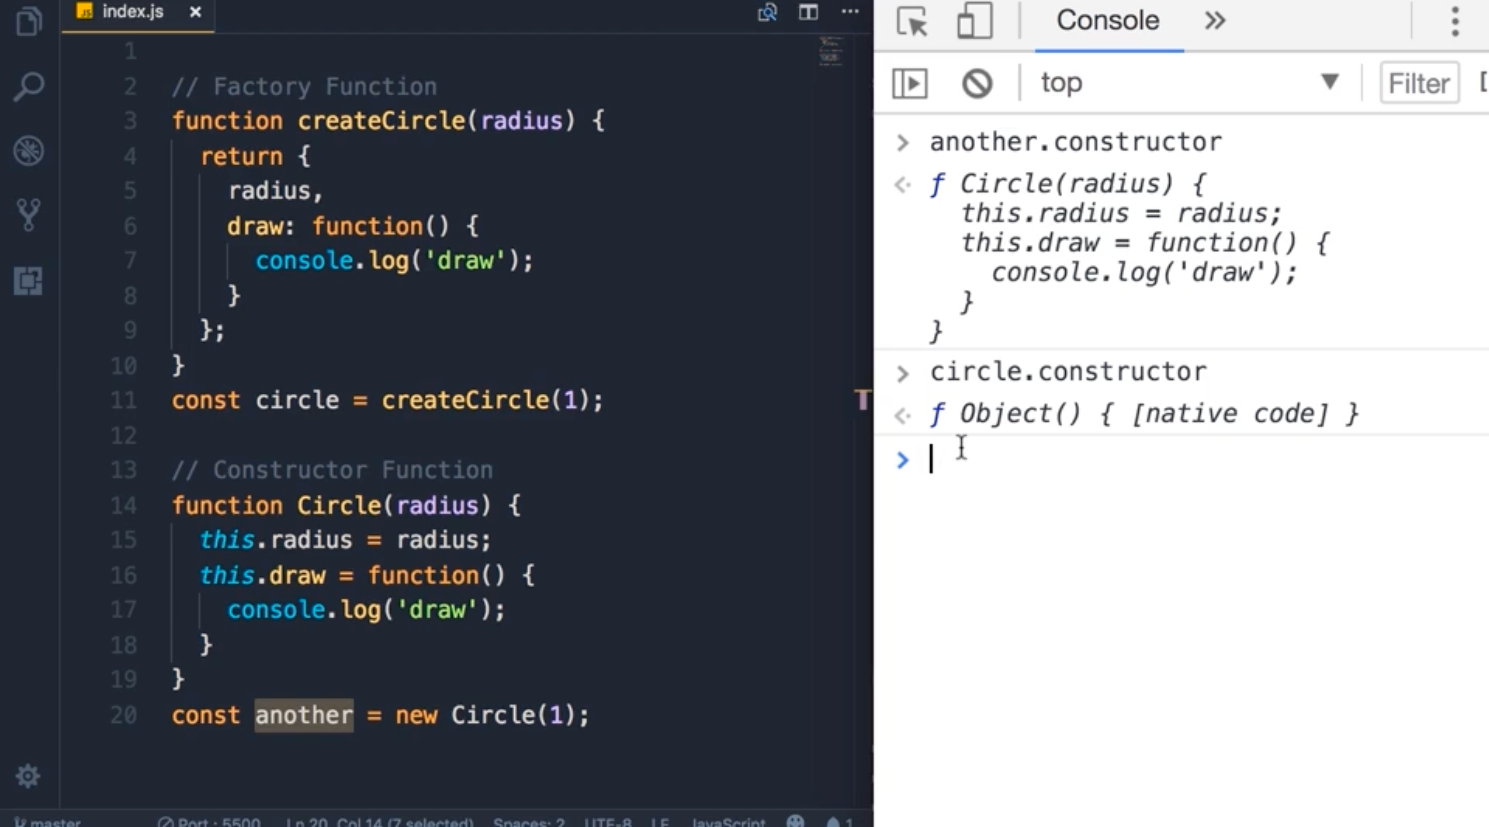 index.js
1
2 // Factory Function
3 function createCircle(radius) {
4 return {
5 radius,
6 draw: function() {
7 console.log('draw');
8 }
9 };
10 }
11 const circle = createCircle(1);
12
13 // Constructor Function
14 function Circle(radius) {
15 this.radius = radius;
16 this.draw = function() {
17 console.log('draw');
18 }
19 }
20 const another = new Circle(1);
master Port : 5500 Ln 20, Col 14 (7 selected) Spaces: 2 UTF-8 LF JavaScript 1
Console
top Filter
> another.constructor
f Circle(radius) {
this.radius = radius;
this.draw = function() {
console.log('draw');
}
}
> circle.constructor
f Object() { [native code] }
>